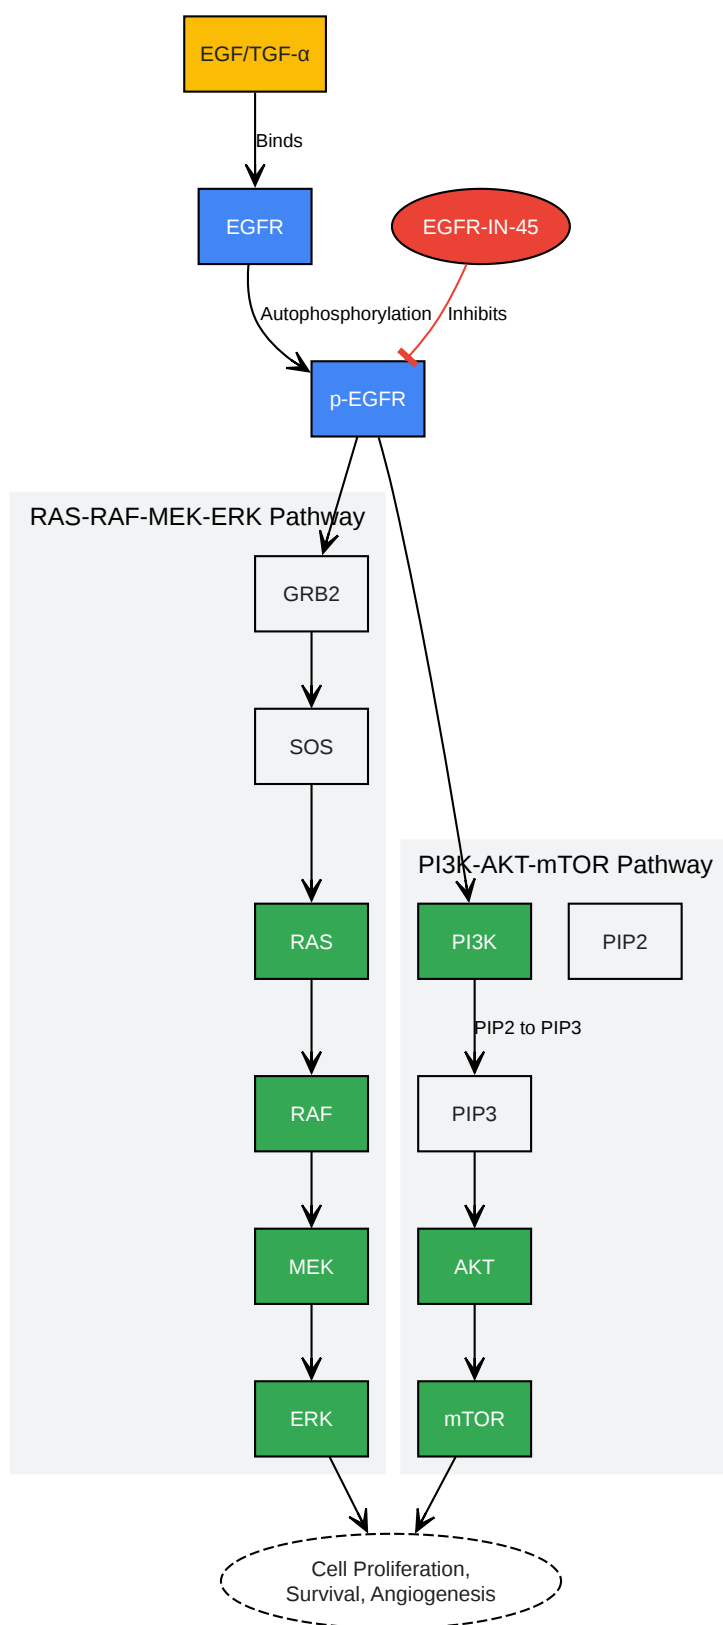 EGF/TGF-α
Binds
EGFR
EGFR-IN-45
Autophosphorylation
Inhibits
p-EGFR
RAS-RAF-MEK-ERK Pathway
GRB2
SOS
PI3K-AKT-mTOR Pathway
RAS
PI3K
PIP2
PIP2 to PIP3
RAF
PIP3
MEK
AKT
ERK
mTOR
Cell Proliferation,
Survival, Angiogenesis